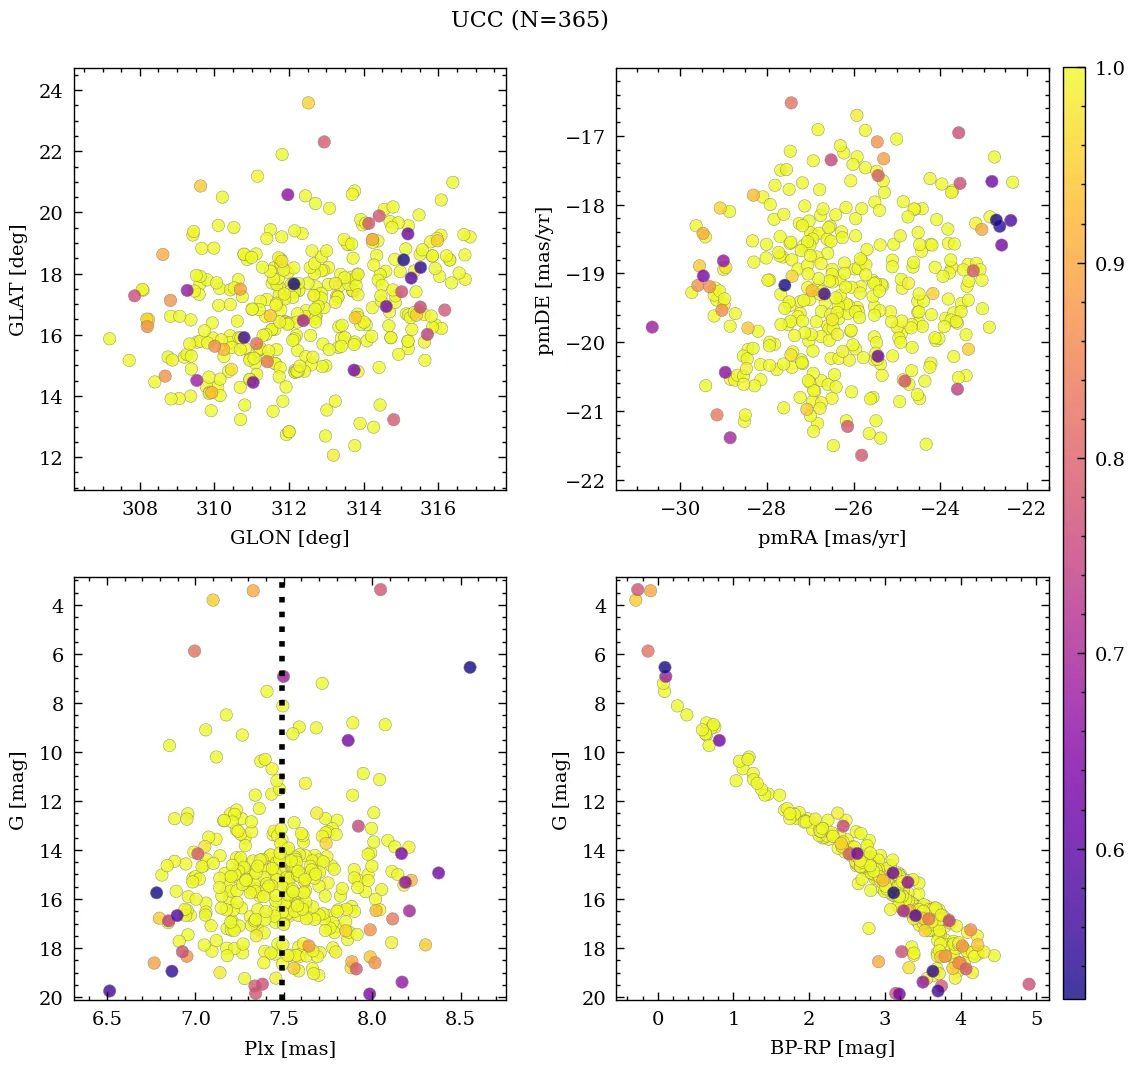 UCC (N=365)
24
22
20
18
16
14
12
GLAT [deg]
308 310 312 314 316
GLON [deg]
−17
−18
−19
−20
−21
−22
pmDE [mas/yr]
−30 −28 −26 −24 −22
pmRA [mas/yr]
1.0
0.9
0.8
0.7
0.6
4
6
8
10
12
14
16
18
20
G [mag]
6.5 7.0 7.5 8.0 8.5
Plx [mas]
4
6
8
10
12
14
16
18
20
G [mag]
0 1 2 3 4 5
BP-RP [mag]